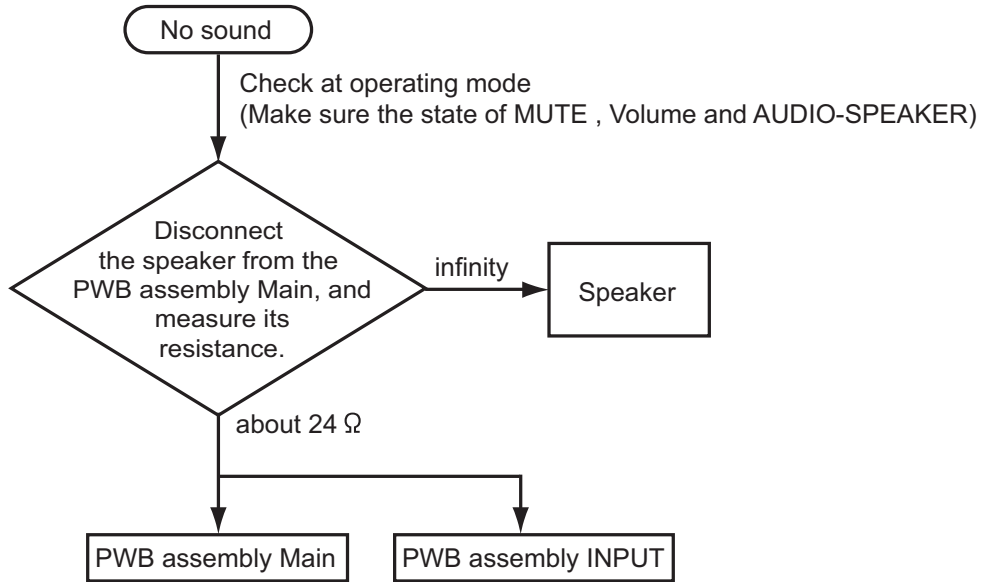 No sound
Check at operating mode
(Make sure the state of MUTE , Volume and AUDIO-SPEAKER)
Disconnect
the speaker from the
PWB assembly Main, and
measure its
resistance.
infinity
Speaker
about 24 Ω
PWB assembly Main
PWB assembly INPUT